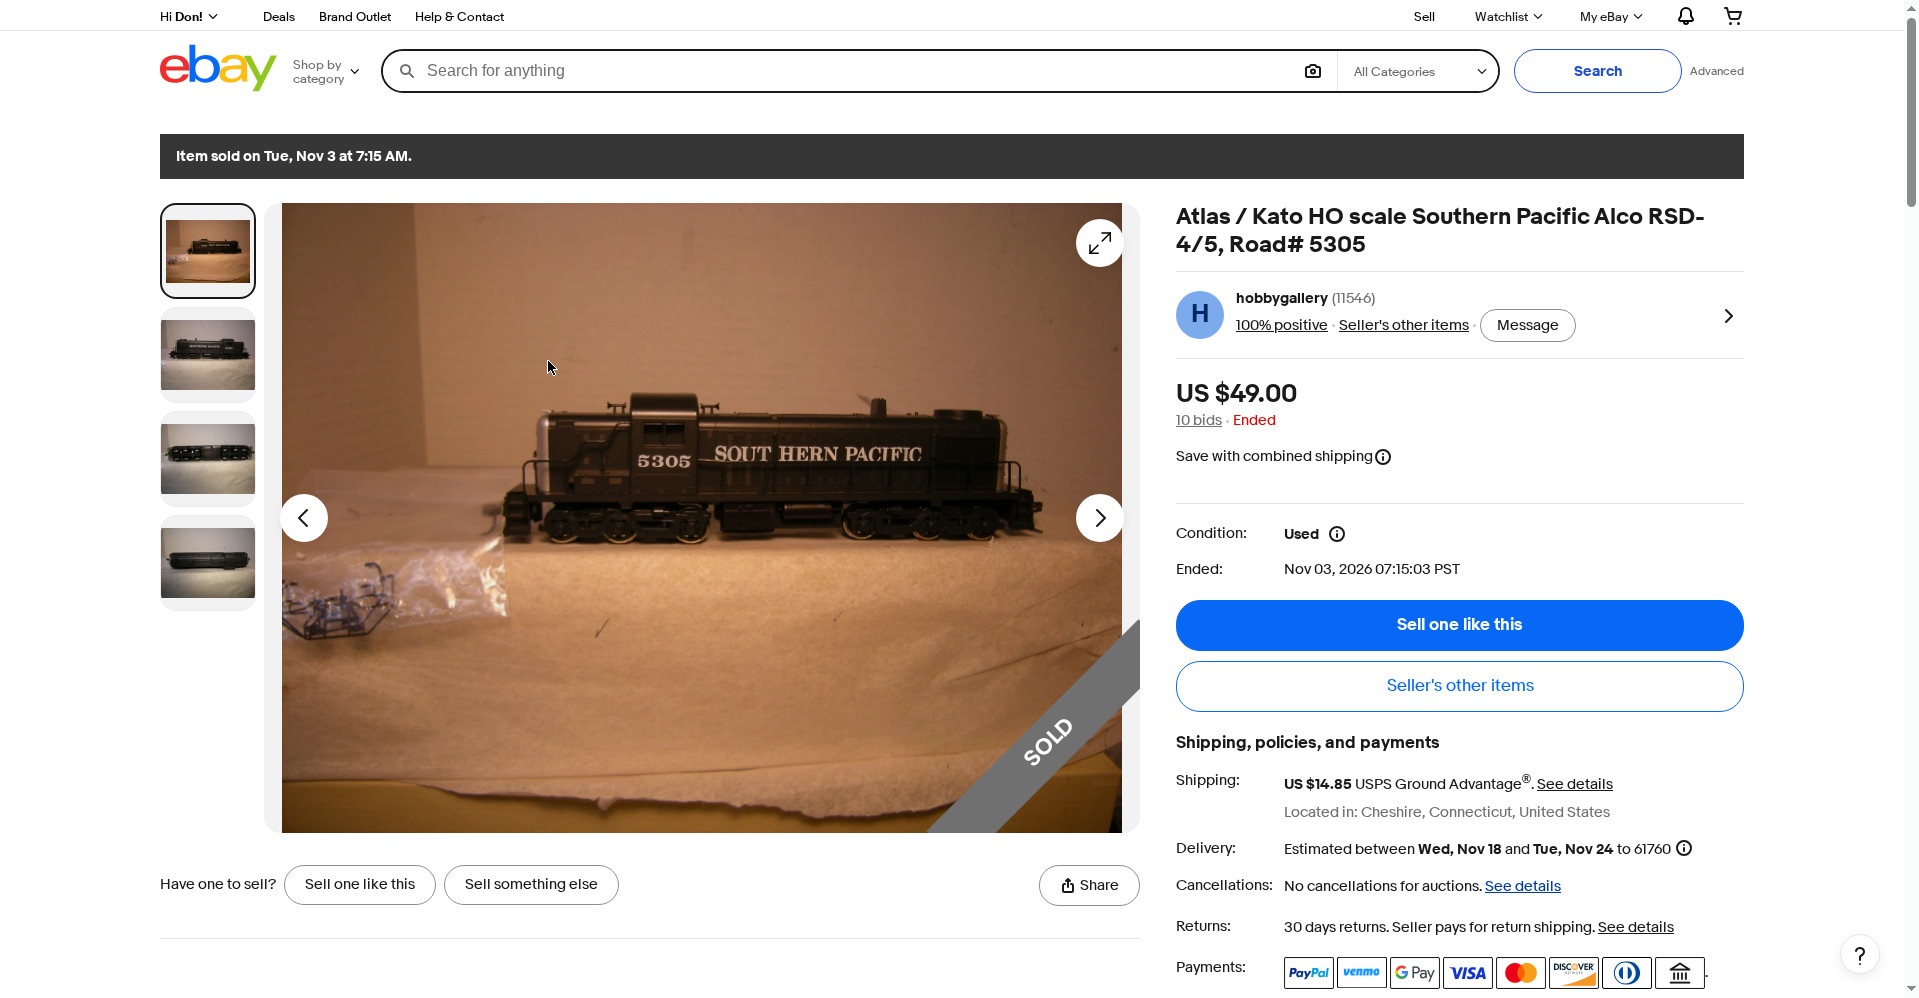 Hi Don!
Deals
Brand Outlet
Help & Contact
Sell
Watchlist
My eBay
ebay
Shop by category
Search for anything
All Categories
Search
Advanced
Item sold on Tue, Nov 3 at 7:15 AM.
5305 SOUT HERN PACIFIC
SOLD
Have one to sell?
Sell one like this
Sell something else
Share
Atlas / Kato HO scale Southern Pacific Alco RSD-
4/5, Road# 5305
H
hobbygallery (11546)
100% positive · Seller's other items · Message
US $49.00
10 bids · Ended
Save with combined shipping
Condition: Used
Ended: Nov 03, 2026 07:15:03 PST
Sell one like this
Seller's other items
Shipping, policies, and payments
Shipping: US $14.85 USPS Ground Advantage®. See details
Located in: Cheshire, Connecticut, United States
Delivery: Estimated between Wed, Nov 18 and Tue, Nov 24 to 61760
Cancellations: No cancellations for auctions. See details
Returns: 30 days returns. Seller pays for return shipping. See details
Payments: PayPal venmo G Pay VISA DISCOVER .
?